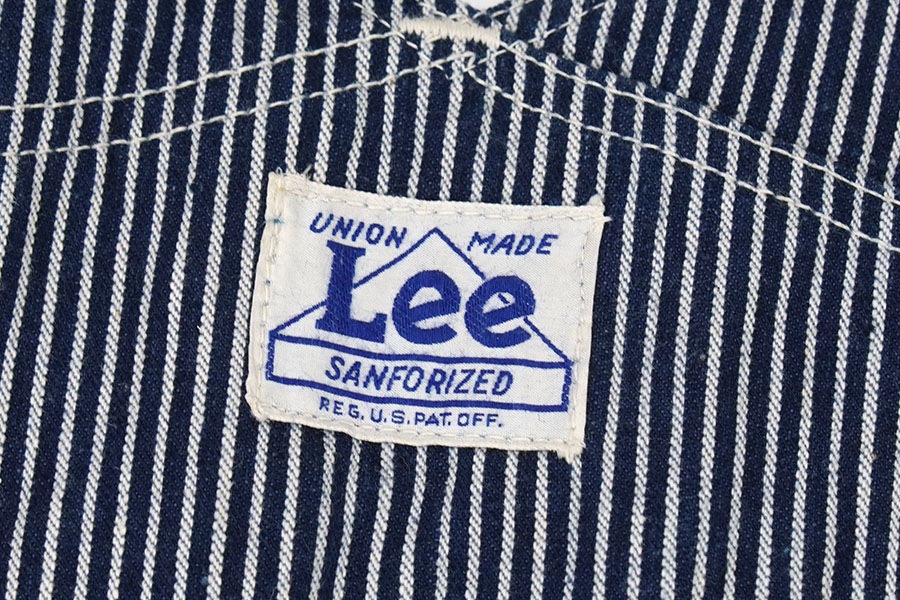 UNION MADE
Lee
SANFORIZED
REG. U.S. PAT. OFF.